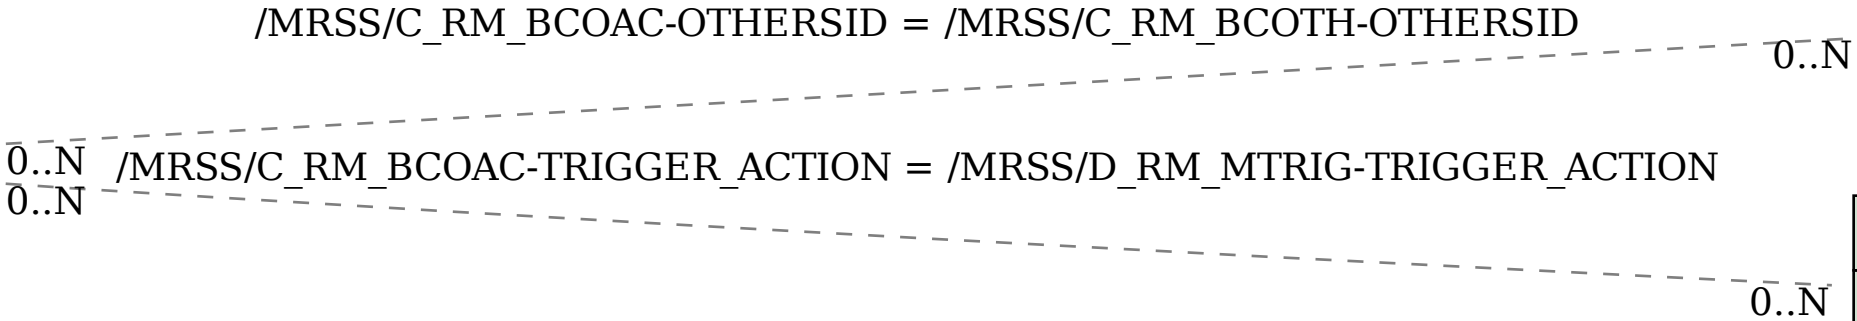 /MRSS/C_RM_BCOAC-OTHERSID = /MRSS/C_RM_BCOTH-OTHERSID
0..N
0..N
/MRSS/C_RM_BCOAC-TRIGGER_ACTION = /MRSS/D_RM_MTRIG-TRIGGER_ACTION
0..N
0..N